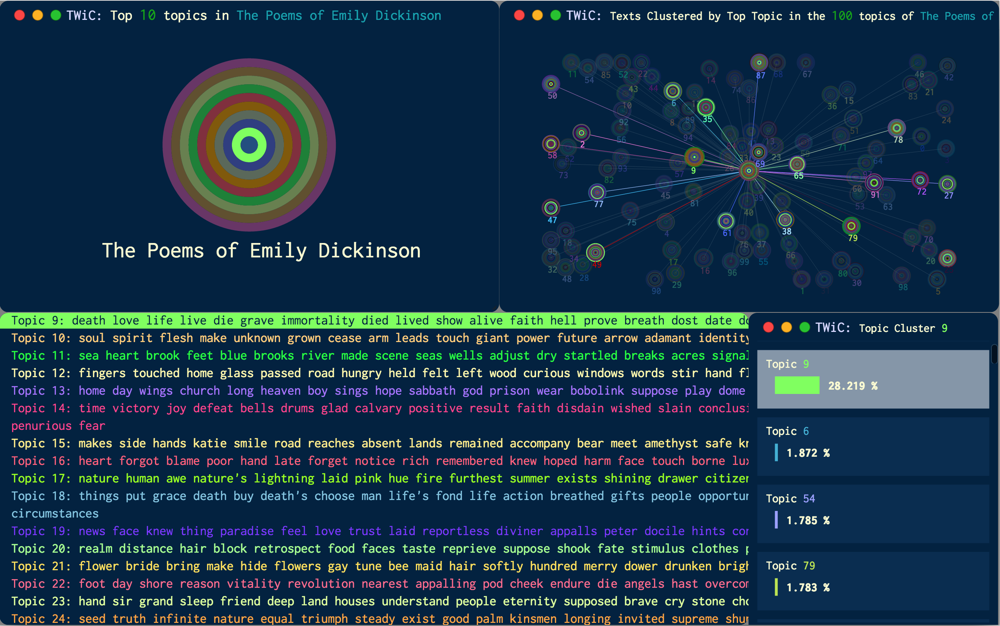 TWiC: Top 10 topics in The Poems of Emily Dickinson
The Poems of Emily Dickinson
TWiC: Texts Clustered by Top Topic in the 100 topics of The Poems of
11 54 85 52 22 43 44 14 87 68 67 46 42
50 6 74 86 15 83 21
10 36
92 8 89 35 51 24
2 56 94 13 78 0
58 52 33 69 23 59 71 64
73 93 82 57 9 65 97
77 45 81 39 60 91 72 27
47 75 40 53 63
18 4 61 38 79 70
95 34 49 76 37 66 7
32 17 99 55 20
48 28 16 96 80
90 29 1 31 30 98 5
Topic 9: death love life live die grave immortality died lived show alive faith hell prove breath dost date
Topic 10: soul spirit flesh make unknown grown cease arm leads touch giant power future arrow adamant identity
Topic 11: sea heart brook feet blue brooks river made scene seas wells adjust dry startled breaks acres signal
Topic 12: fingers touched home glass passed road hungry held felt left wood curious windows words stir hand
Topic 13: home day wings church long heaven boy sings hope sabbath god prison wear bobolink suppose play dome
Topic 14: time victory joy defeat bells drums glad calvary positive result faith disdain wished slain conclusi
penurious fear
Topic 15: makes side hands katie smile road reaches absent lands remained accompany bear meet amethyst safe
Topic 16: heart forgot blame poor hand late forget notice rich remembered knew hoped harm face touch borne lux
Topic 17: nature human awe nature's lightning laid pink hue fire furthest summer exists shining drawer citizen
Topic 18: things put grace death buy death's choose man life's fond life action breathed gifts people opportun
circumstances
Topic 19: news face knew thing paradise feel love trust laid reportless diviner appalls peter docile hints
Topic 20: realm distance hair block retrospect food faces taste reprieve suppose shook fate stimulus clothes
Topic 21: flower bride bring make hide flowers gay tune bee maid hair softly hundred merry dower drunken brigh
Topic 22: foot day shore reason vitality revolution nearest appalling pod cheek endure die angels hast overcom
Topic 23: hand sir grand sleep friend deep land houses understand people eternity supposed brave cry stone
Topic 24: seed truth infinite nature equal triumph steady exist good palm kinsmen longing invited supreme
TWiC: Topic Cluster 9
Topic 9
28.219 %
Topic 6
1.872 %
Topic 54
1.785 %
Topic 79
1.783 %